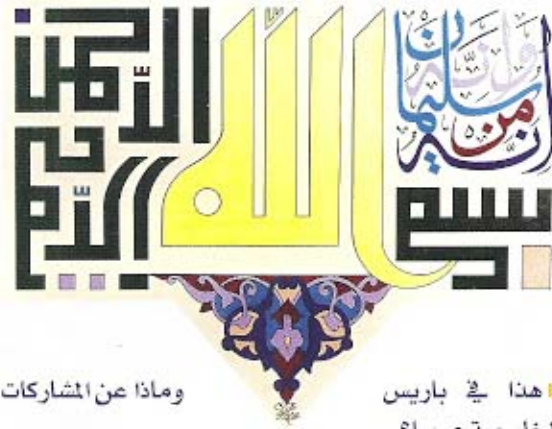 إنه من سليمان وإنه
بسم الله الرحمن الرحيم
هذا في باريس
وماذا عن المشاركات